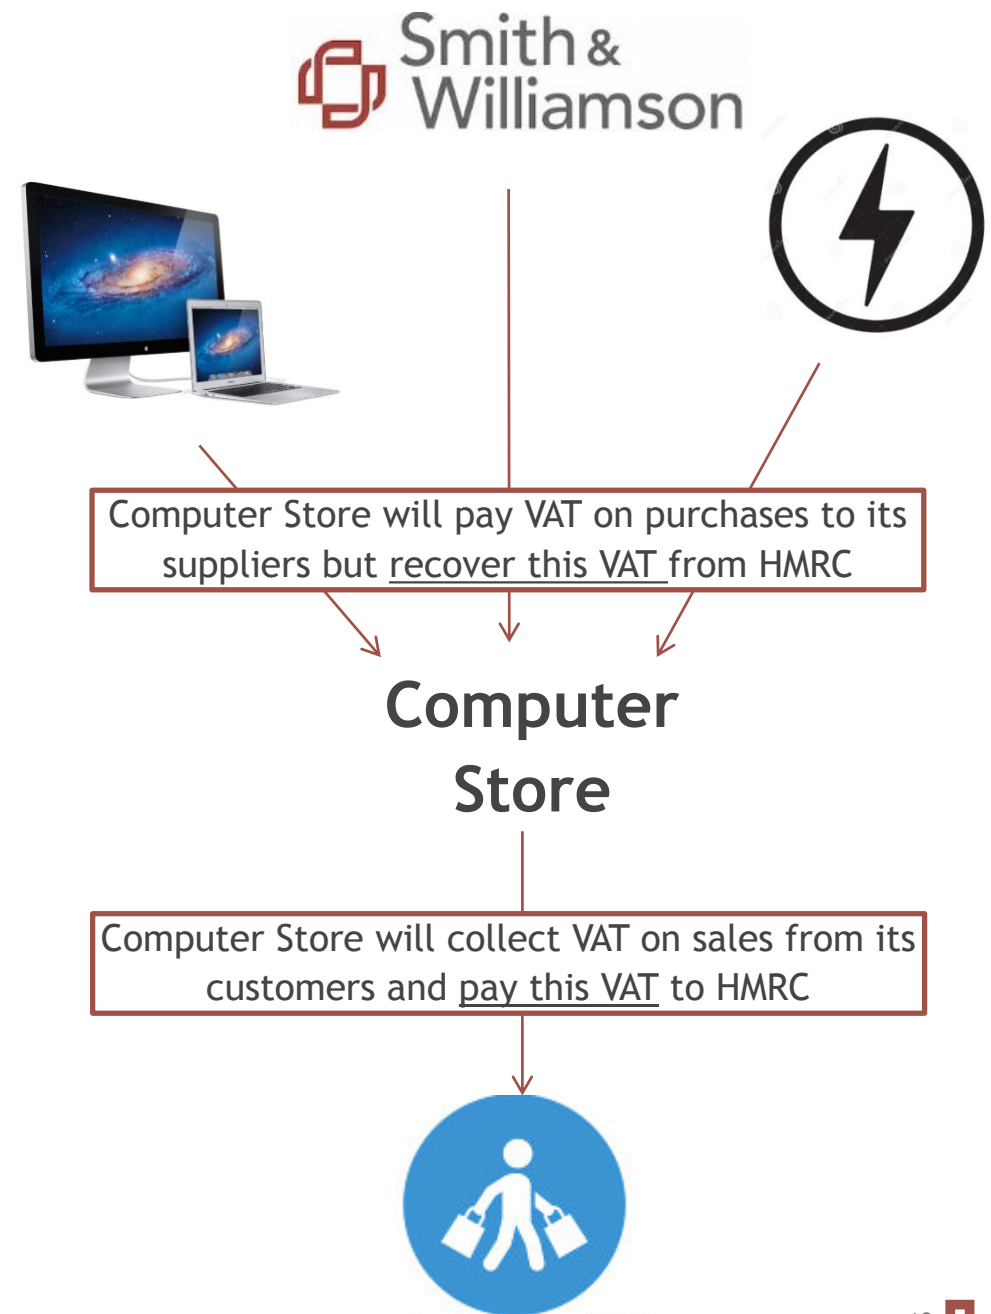 Smith &
Williamson
Computer Store will pay VAT on purchases to its
suppliers but recover this VAT from HMRC
Computer
Store
Computer Store will collect VAT on sales from its
customers and pay this VAT to HMRC